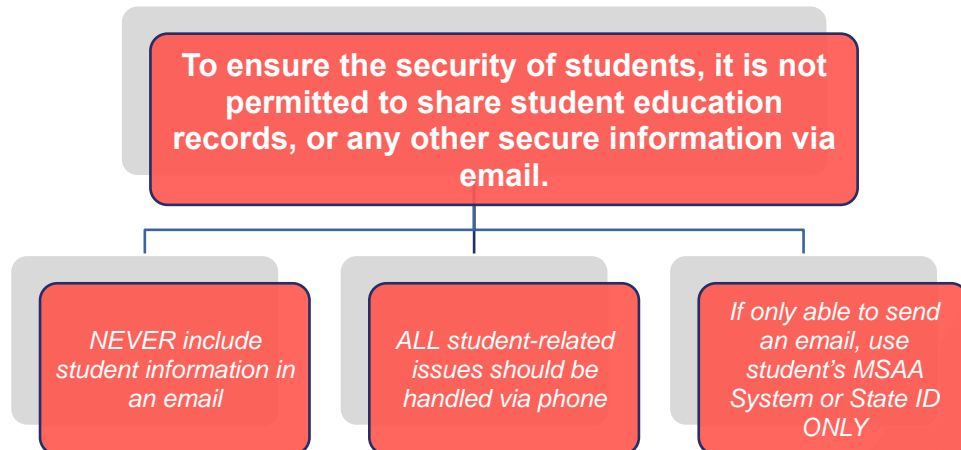 To ensure the security of students, it is not
permitted to share student education
records, or any other secure information via
email.
NEVER include
student information in
an email
ALL student-related
issues should be
handled via phone
If only able to send
an email, use
student’s MSAA
System or State ID
ONLY